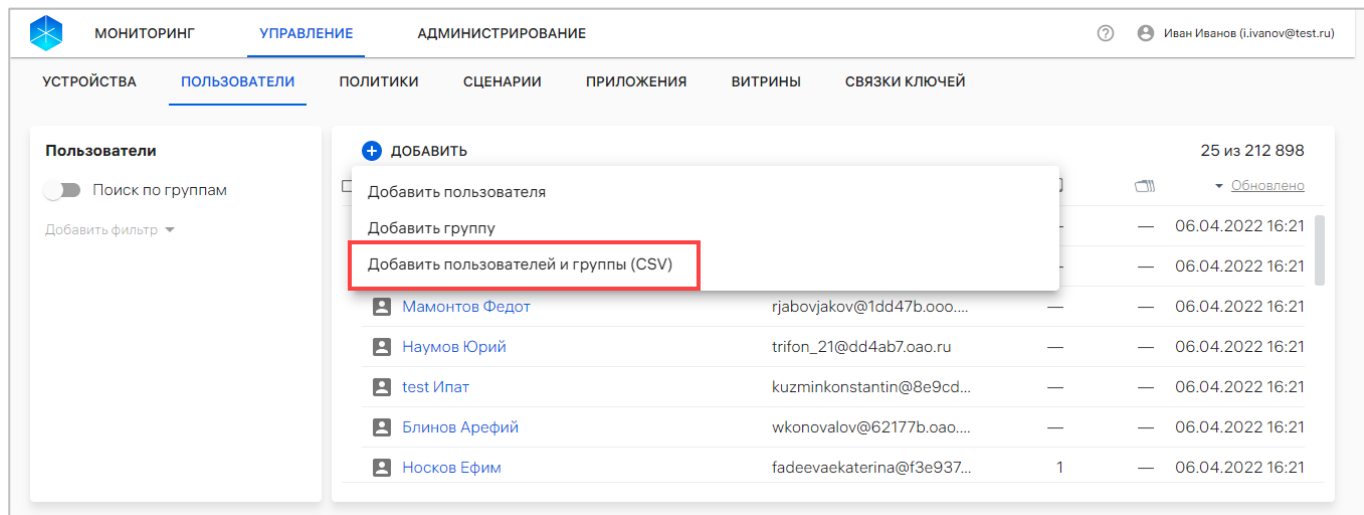 МОНИТОРИНГ УПРАВЛЕНИЕ АДМИНИСТРИРОВАНИЕ Иван Иванов (i.ivanov@test.ru)
УСТРОЙСТВА ПОЛЬЗОВАТЕЛИ ПОЛИТИКИ СЦЕНАРИИ ПРИЛОЖЕНИЯ ВИТРИНЫ СВЯЗКИ КЛЮЧЕЙ
Пользователи ДОБАВИТЬ 25 из 212 898
Поиск по группам Добавить пользователя Обновлено
Добавить фильтр Добавить группу — 06.04.2022 16:21
Добавить пользователей и группы (CSV) — 06.04.2022 16:21
Мамонтов Федот rjabovjakov@1dd47b.ooo.... — — 06.04.2022 16:21
Наумов Юрий trifon_21@dd4ab7.oao.ru — — 06.04.2022 16:21
test Ипат kuzminkonstantin@8e9cd... — — 06.04.2022 16:21
Блинов Арефий wkonovalov@62177b.oao.... — — 06.04.2022 16:21
Носков Ефим fadeevaekaterina@f3e937... 1 — 06.04.2022 16:21